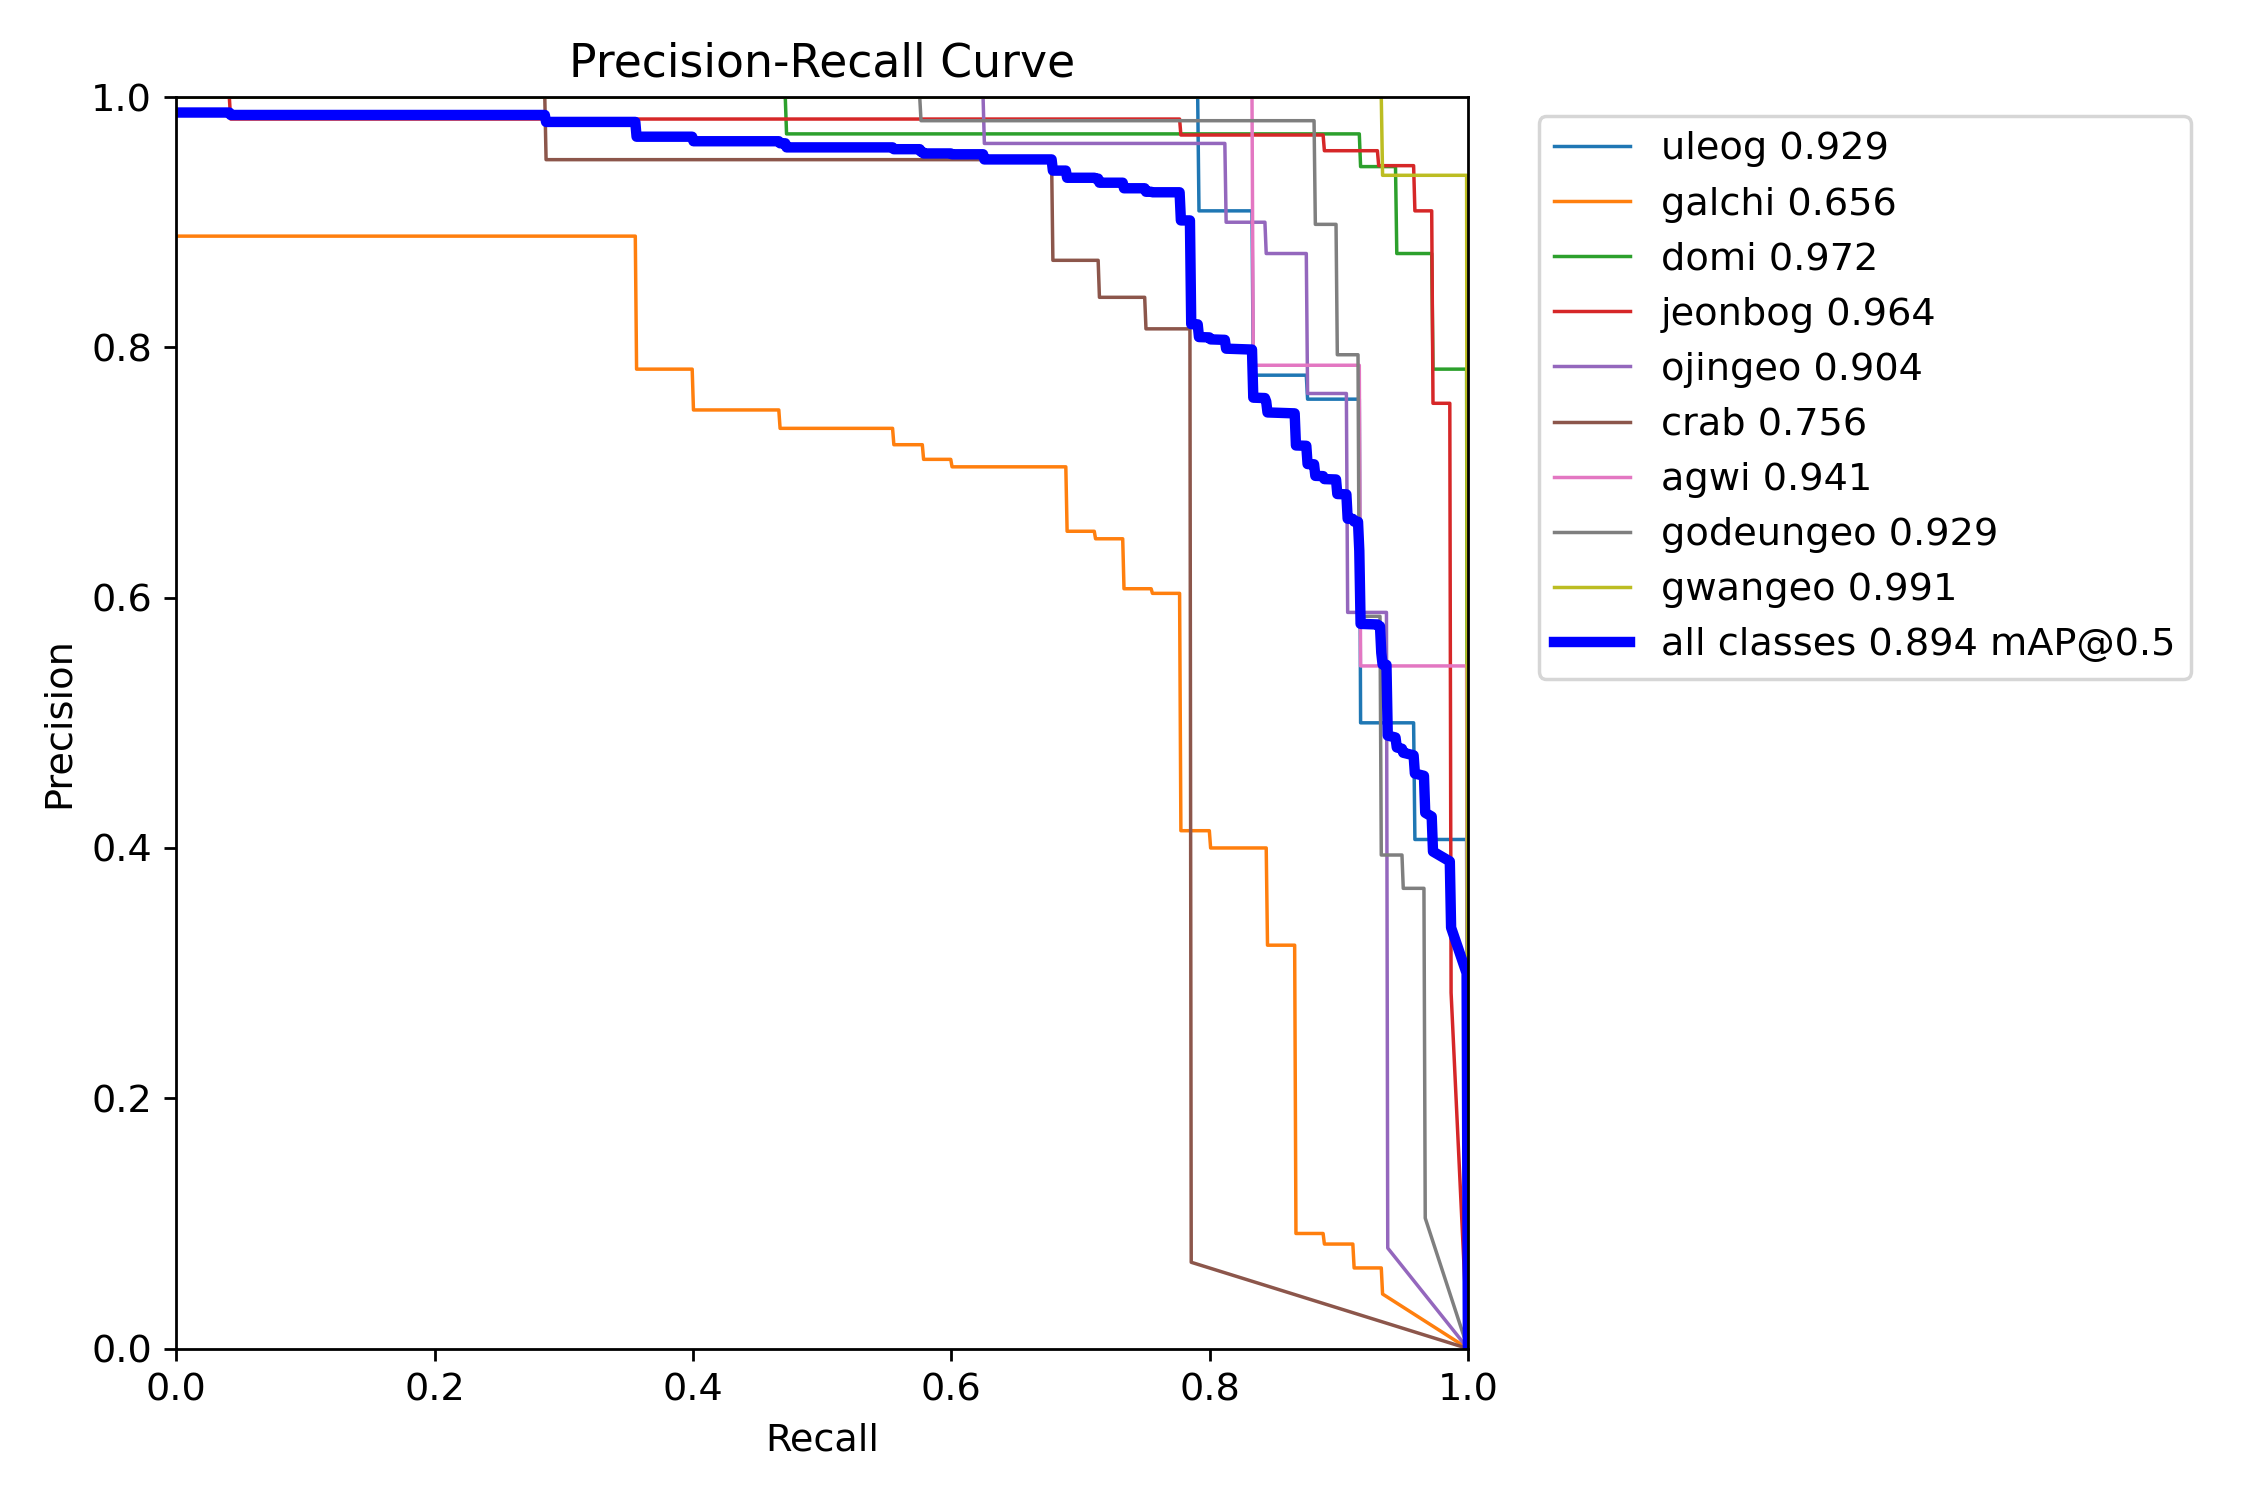 Precision-Recall Curve
1.0
0.8
0.6
0.4
0.2
0.0
Precision
0.0 0.2 0.4 0.6 0.8 1.0
Recall
uleog 0.929
galchi 0.656
domi 0.972
jeonbog 0.964
ojingeo 0.904
crab 0.756
agwi 0.941
godeungeo 0.929
gwangeo 0.991
all classes 0.894 mAP@0.5